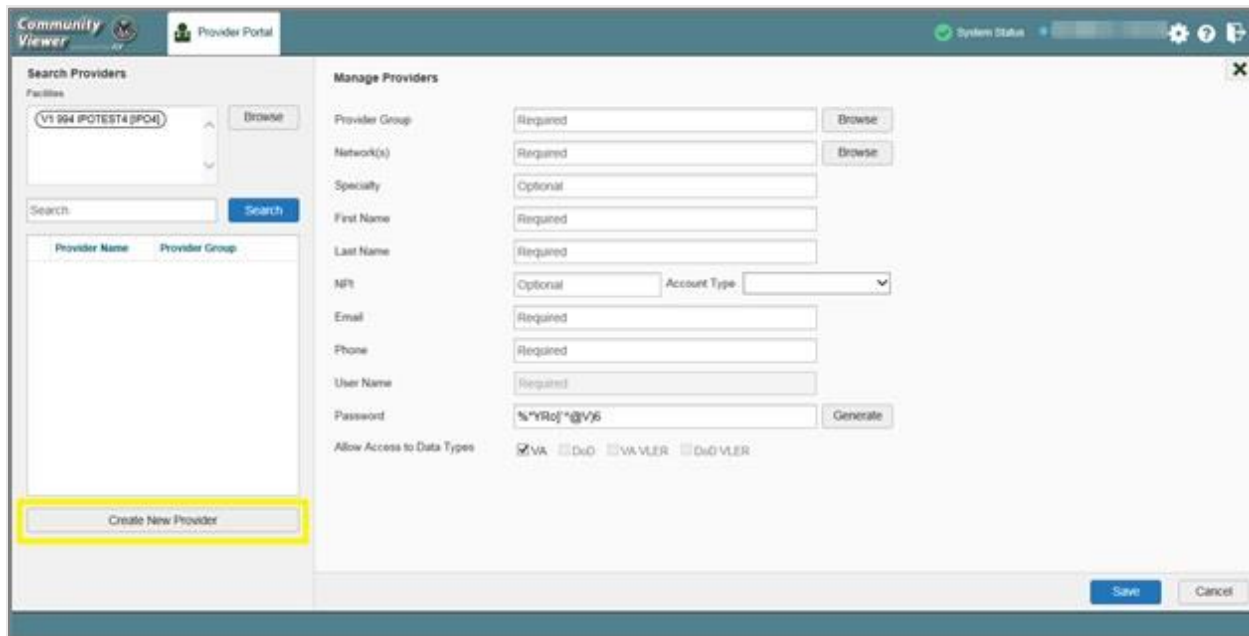 Community
Viewer
Provider Portal
System Status
Search Providers
Facilities
(V1 994 IPOTEST4 [IPO4])
Browse
Search
Search
Provider Name Provider Group
Create New Provider
Manage Providers
Provider Group Required Browse
Network(s) Required Browse
Specialty Optional
First Name Required
Last Name Required
NPI Optional Account Type
Email Required
Phone Required
User Name Required
Password Generate
Allow Access to Data Types VA DoD VA VLER DoD VLER
Save Cancel